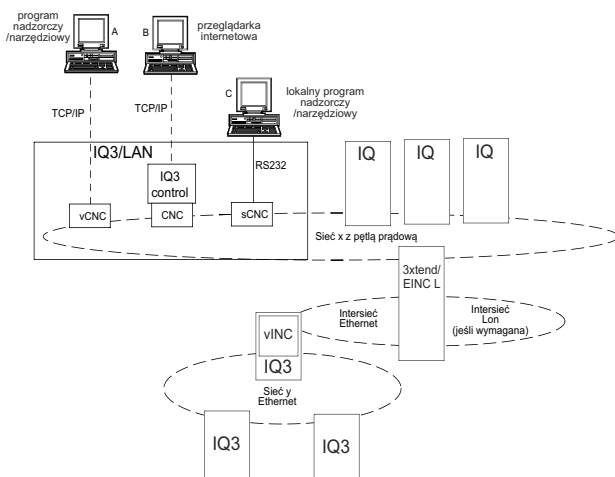 program
nadzorczy
/narzędziowy
A
B
przeglądarka
internetowa
C
lokalny program
nadzorczy
/narzędziowy
TCP/IP
TCP/IP
RS232
IQ3/LAN
IQ3
control
vCNC
CNC
sCNC
IQ
IQ
IQ
Sieć x z pętlą prądową
3xtend/
EINC L
Intersieć
Ethernet
Intersieć
Lon
(jeśli wymagana)
vINC
IQ3
Sieć y
Ethernet
IQ3
IQ3